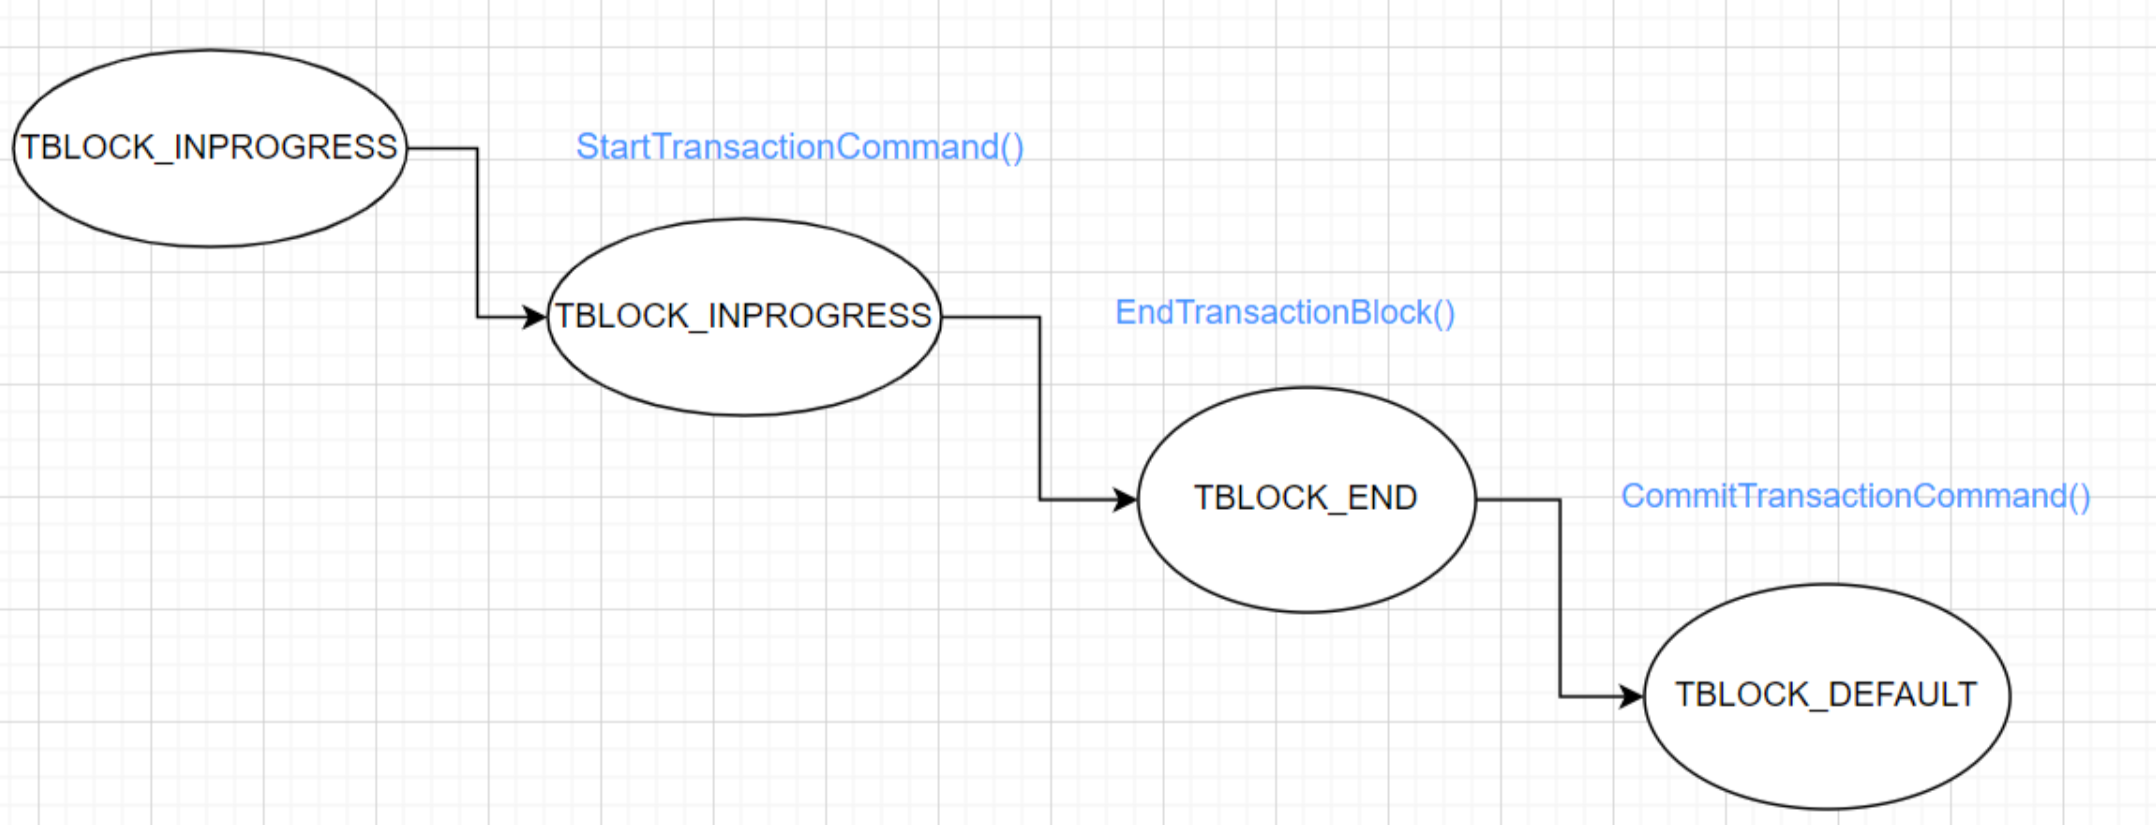 TBLOCK_INPROGRESS
StartTransactionCommand()
TBLOCK_INPROGRESS
EndTransactionBlock()
TBLOCK_END
CommitTransactionCommand()
TBLOCK_DEFAULT